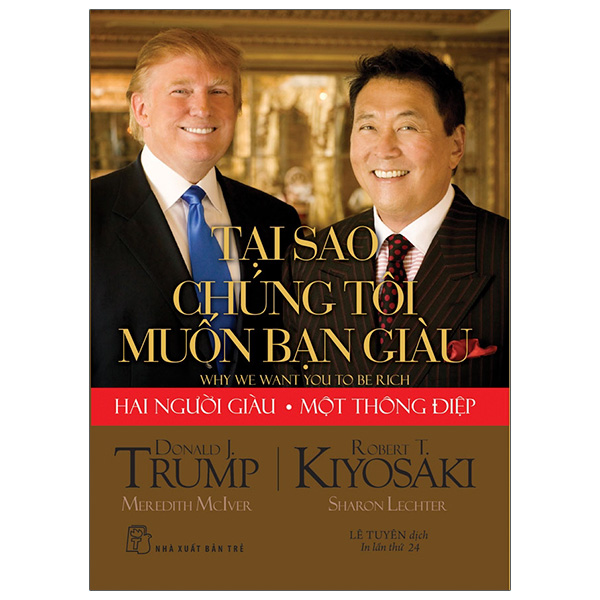 TẠI SAO
CHÚNG TÔI
MUỐN BẠN GIÀU
WHY WE WANT YOU TO BE RICH
HAI NGƯỜI GIÀU • MỘT THÔNG ĐIỆP
DONALD J.
TRUMP
MEREDITH MCIVER
ROBERT T.
KIYOSAKI
SHARON LECHTER
NHÀ XUẤT BẢN TRẺ
LÊ TUYÊN dịch
In lần thứ 24